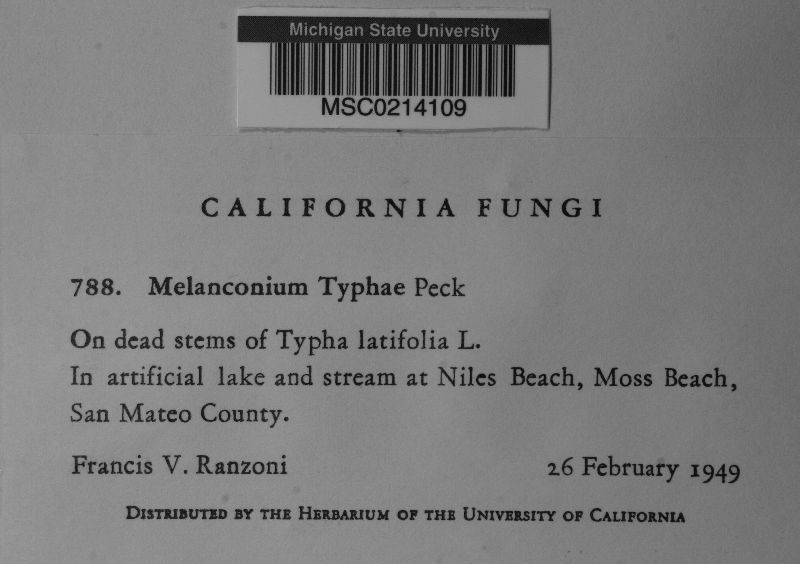 Michigan State University
MSC0214109
CALIFORNIA FUNGI
788. Melanconium Typhae Peck
On dead stems of Typha latifolia L.
In artificial lake and stream at Niles Beach, Moss Beach,
San Mateo County.
Francis V. Ranzoni 26 February 1949
DISTRIBUTED BY THE HERBARIUM OF THE UNIVERSITY OF CALIFORNIA